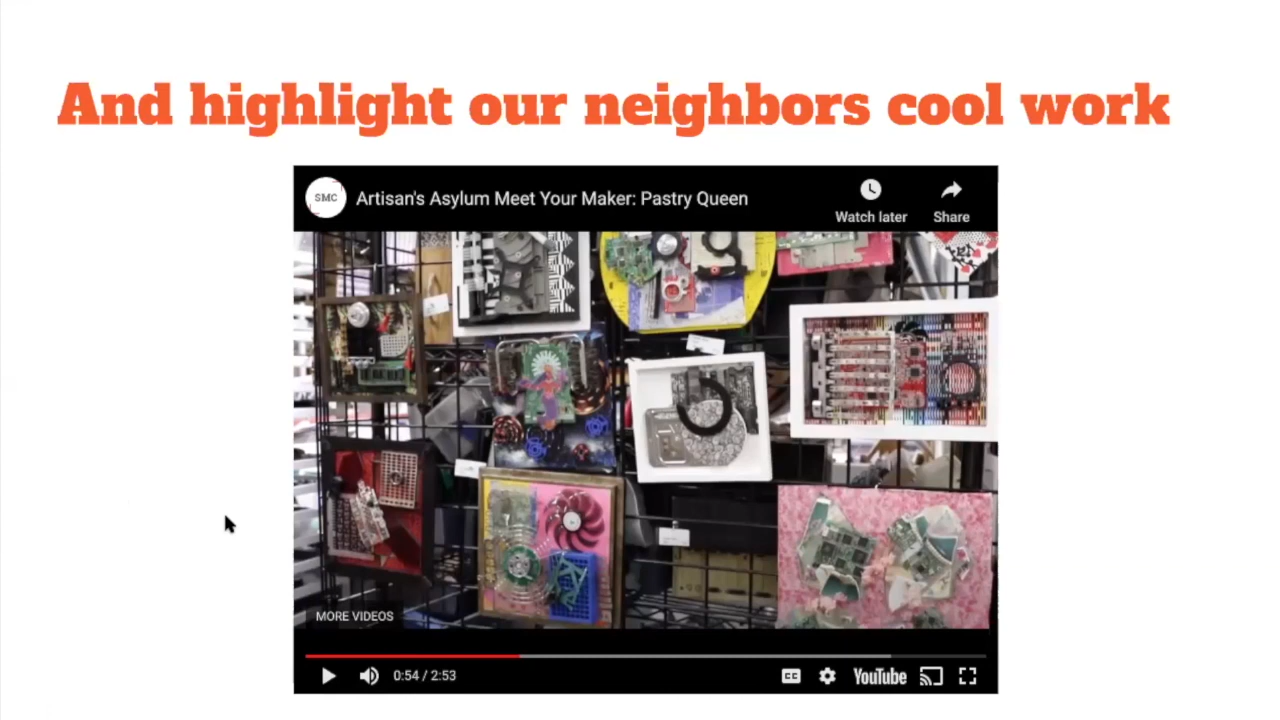 And highlight our neighbors cool work
SMC
Artisan's Asylum Meet Your Maker: Pastry Queen
Watch later
Share
MORE VIDEOS
0:54 / 2:53
CC
YouTube